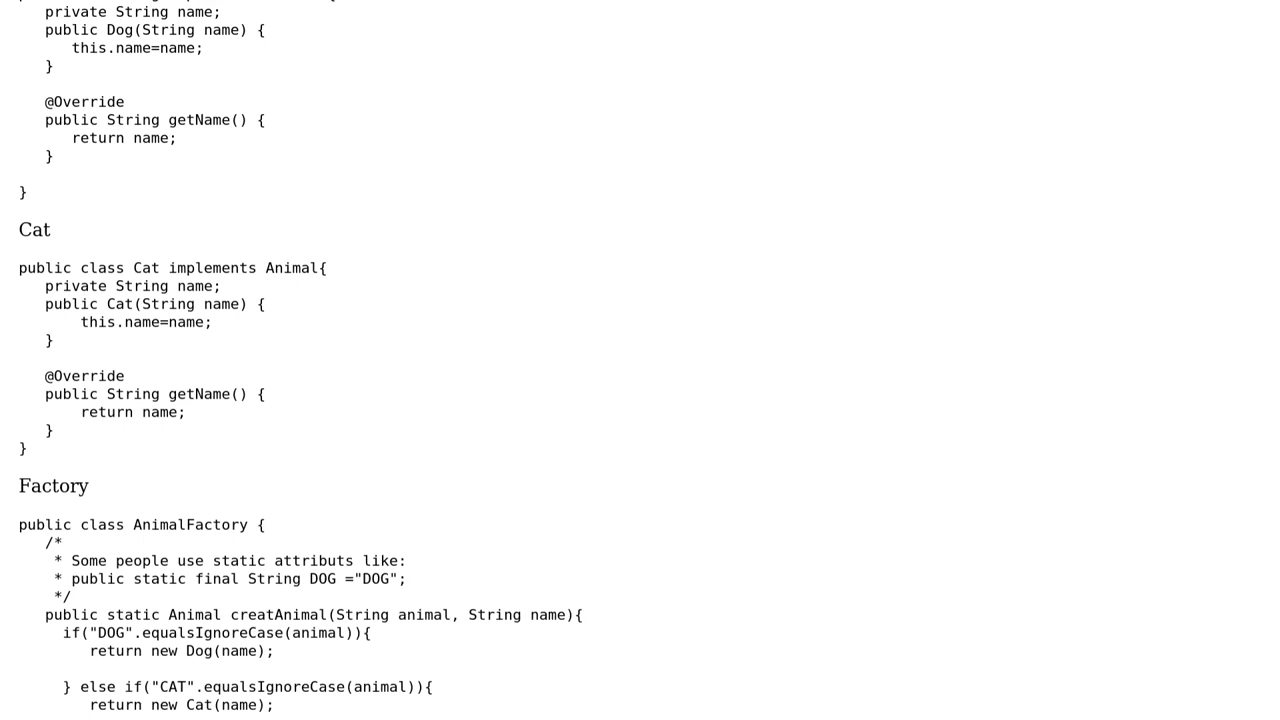 private String name;
public Dog(String name) {
this.name=name;
}
@Override
public String getName() {
return name;
}
}
Cat
public class Cat implements Animal{
private String name;
public Cat(String name) {
this.name=name;
}
@Override
public String getName() {
return name;
}
}
Factory
public class AnimalFactory {
/*
* Some people use static attributs like:
* public static final String DOG ="DOG";
*/
public static Animal creatAnimal(String animal, String name){
if("DOG".equalsIgnoreCase(animal)){
return new Dog(name);
} else if("CAT".equalsIgnoreCase(animal)){
return new Cat(name);